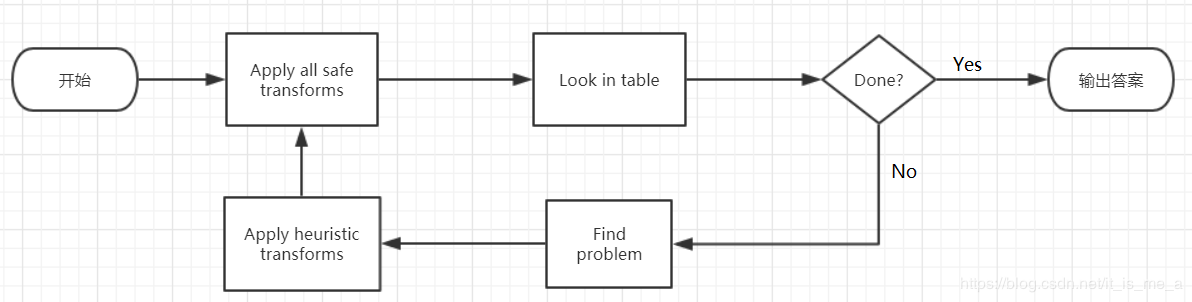 开始
Apply all safe
transforms
Look in table
Done?
Yes
输出答案
No
Apply heuristic
transforms
Find
problem
https://blog.csdn.net/it_is_me_a